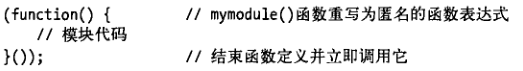 (function() { // mymodule()函数重写为匿名的函数表达式
// 模块代码
}()); // 结束函数定义并立即调用它